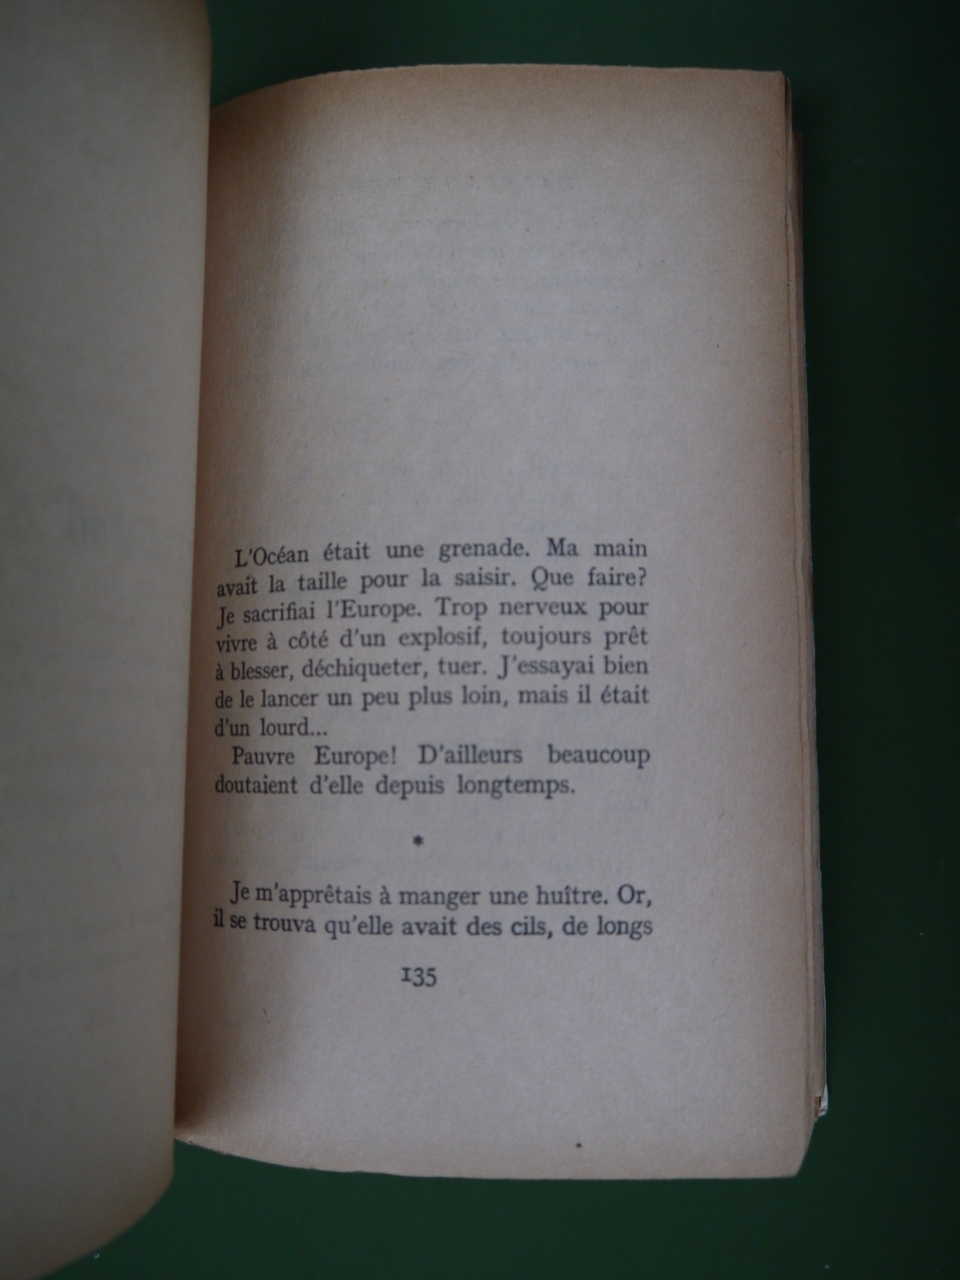 L'Océan était une grenade. Ma main
avait la taille pour la saisir. Que faire?
Je sacrifiai l'Europe. Trop nerveux pour
vivre à côté d'un explosif, toujours prêt
à blesser, déchiqueter, tuer. J'essayai bien
de le lancer un peu plus loin, mais il était
d'un lourd...
Pauvre Europe! D'ailleurs beaucoup
doutaient d'elle depuis longtemps.
*
Je m'apprêtais à manger une huître. Or,
il se trouva qu'elle avait des cils, de longs
135